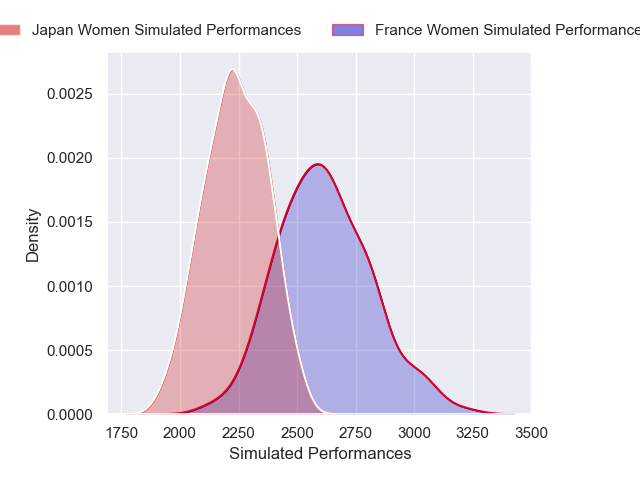 Japan Women Simulated Performances
France Women Simulated Performance
0.0025
0.0020
0.0015
0.0010
0.0005
0.0000
Density
1750 2000 2250 2500 2750 3000 3250 3500
Simulated Performances